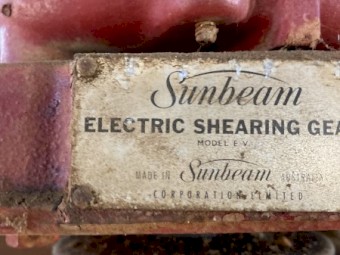 Sunbeam
ELECTRIC SHEARING GEA
MODEL E.V.
MADE IN Sunbeam AUSTRALIA
CORPORATION LIMITED